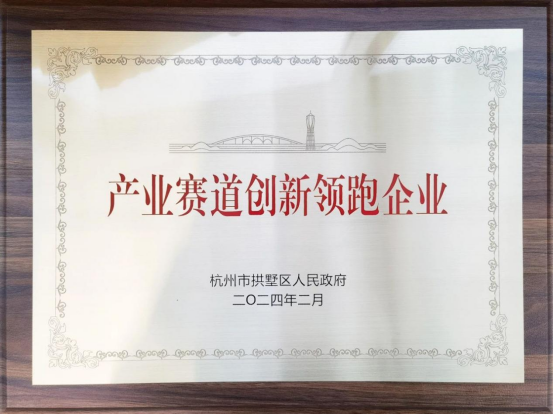 产业赛道创新领跑企业
杭州市拱墅区人民政府
二〇二四年二月